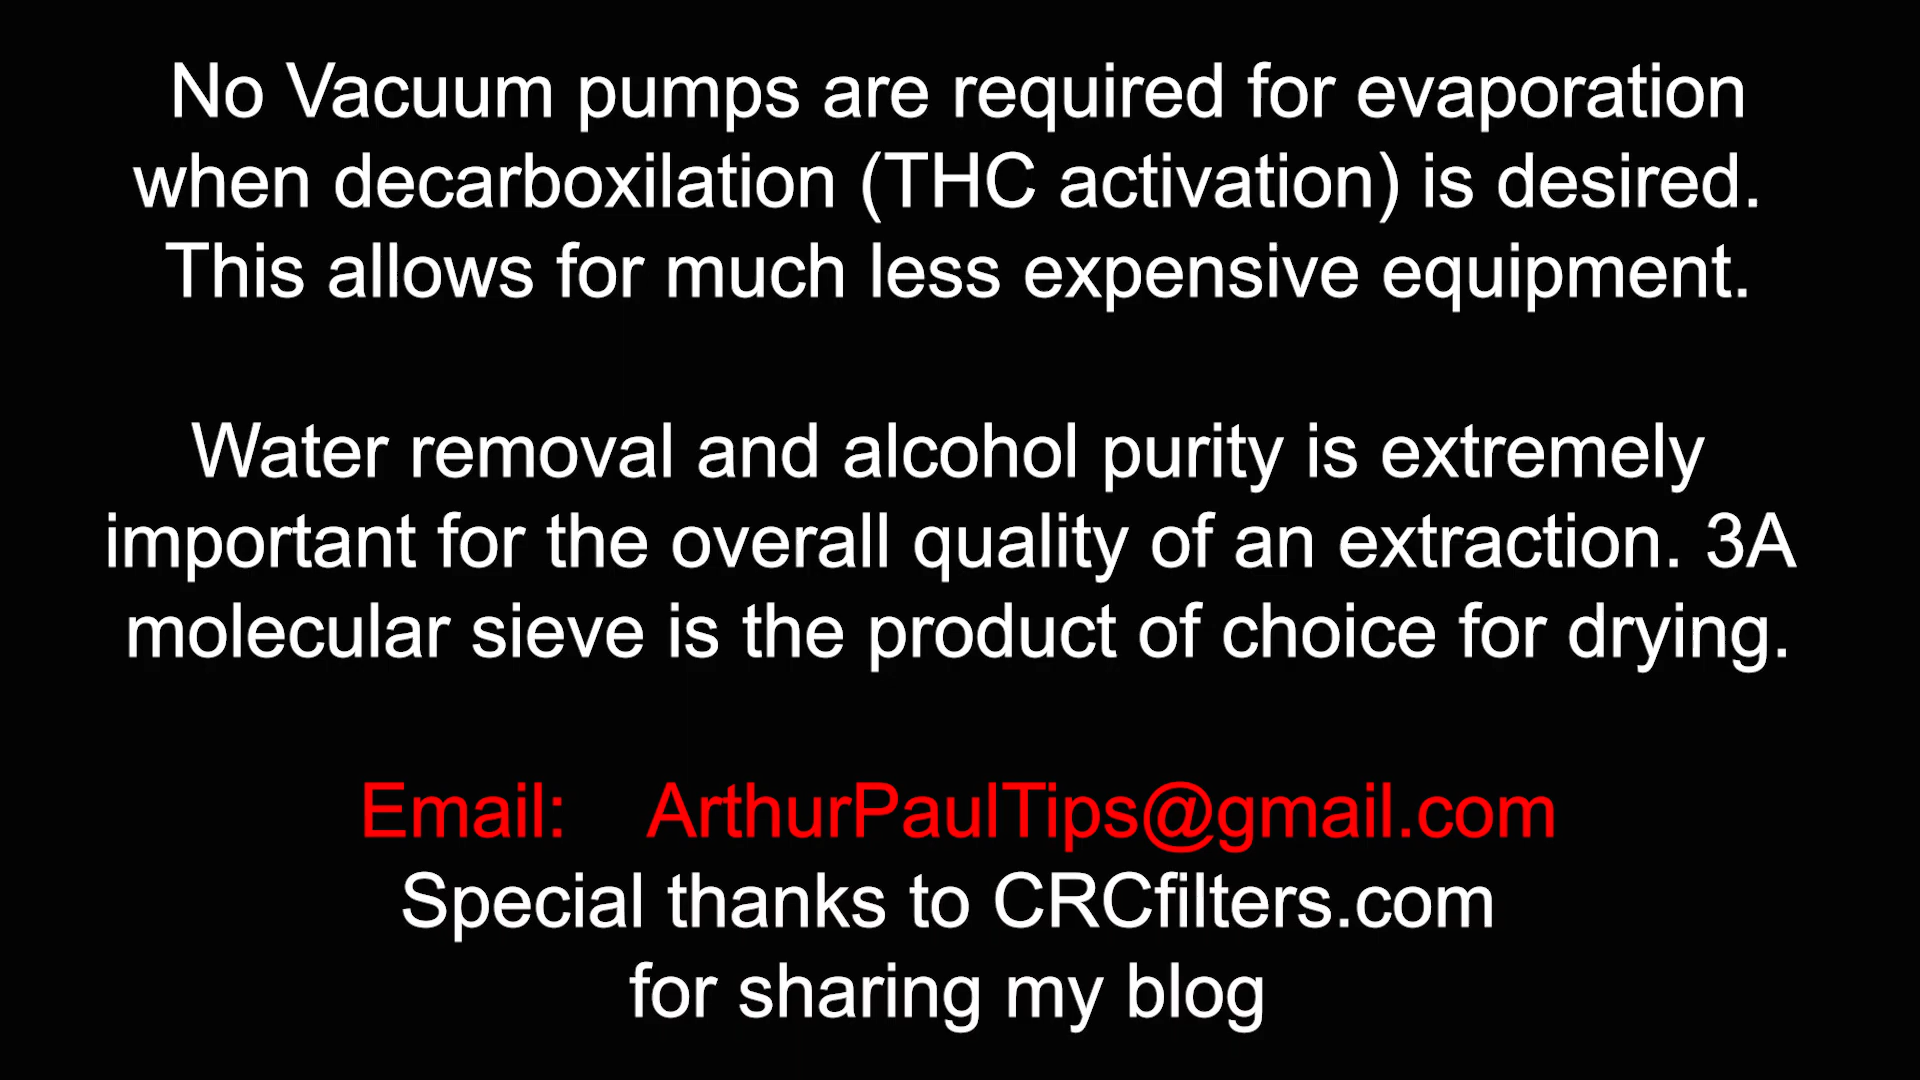 No Vacuum pumps are required for evaporation
when decarboxilation (THC activation) is desired.
This allows for much less expensive equipment.
Water removal and alcohol purity is extremely
important for the overall quality of an extraction. 3A
molecular sieve is the product of choice for drying.
Email: ArthurPaulTips@gmail.com
Special thanks to CRCfilters.com
for sharing my blog